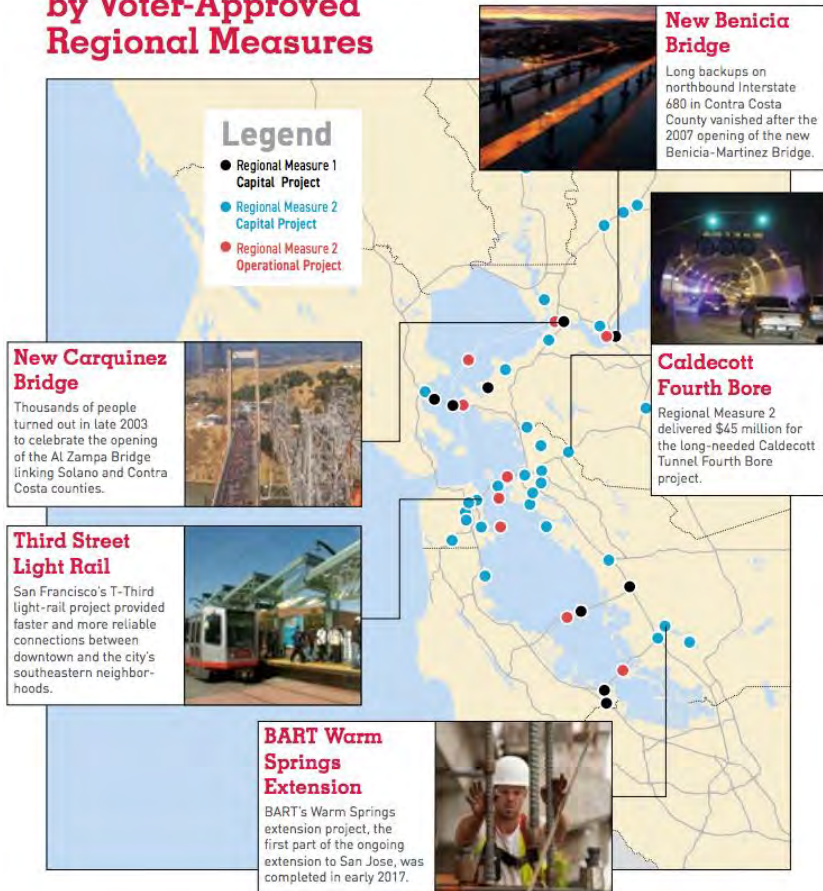 by Voter-Approved
Regional Measures
New Benicia
Bridge
Long backups on
northbound Interstate
680 in Contra Costa
County vanished after the
2007 opening of the new
Benicia-Martinez Bridge.
Legend
Regional Measure 1
Capital Project
Regional Measure 2
Capital Project
Regional Measure 2
Operational Project
Caldecott
Fourth Bore
Regional Measure 2
delivered $45 million for
the long-needed Caldecott
Tunnel Fourth Bore
project.
New Carquinez
Bridge
Thousands of people
turned out in late 2003
to celebrate the opening
of the Al Zampa Bridge
linking Solano and Contra
Costa counties.
Third Street
Light Rail
San Francisco's T-Third
light-rail project provided
faster and more reliable
connections between
downtown and the city's
southeastern neighbor-
hoods.
BART Warm
Springs
Extension
BART's Warm Springs
extension project, the
first part of the ongoing
extension to San Jose, was
completed in early 2017.